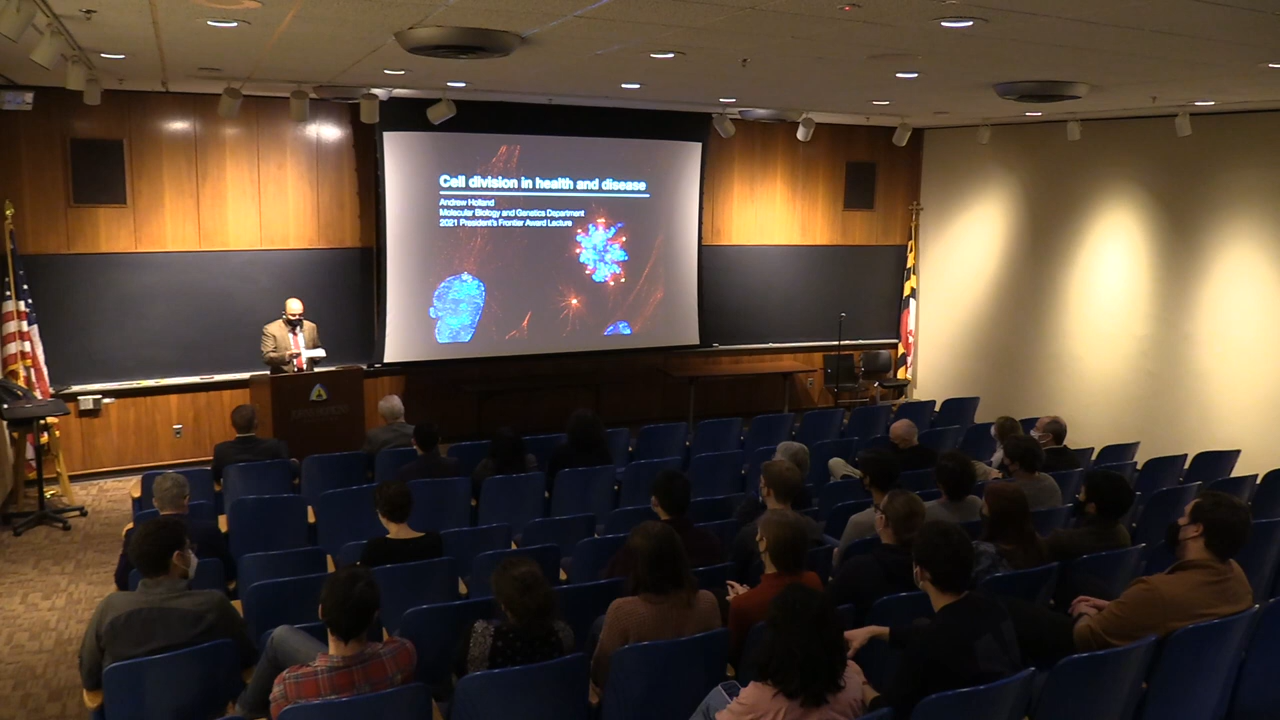 Cell division in health and disease
Andrew Holland
Molecular Biology and Genetics Department
2021 President's Frontier Award Lecture